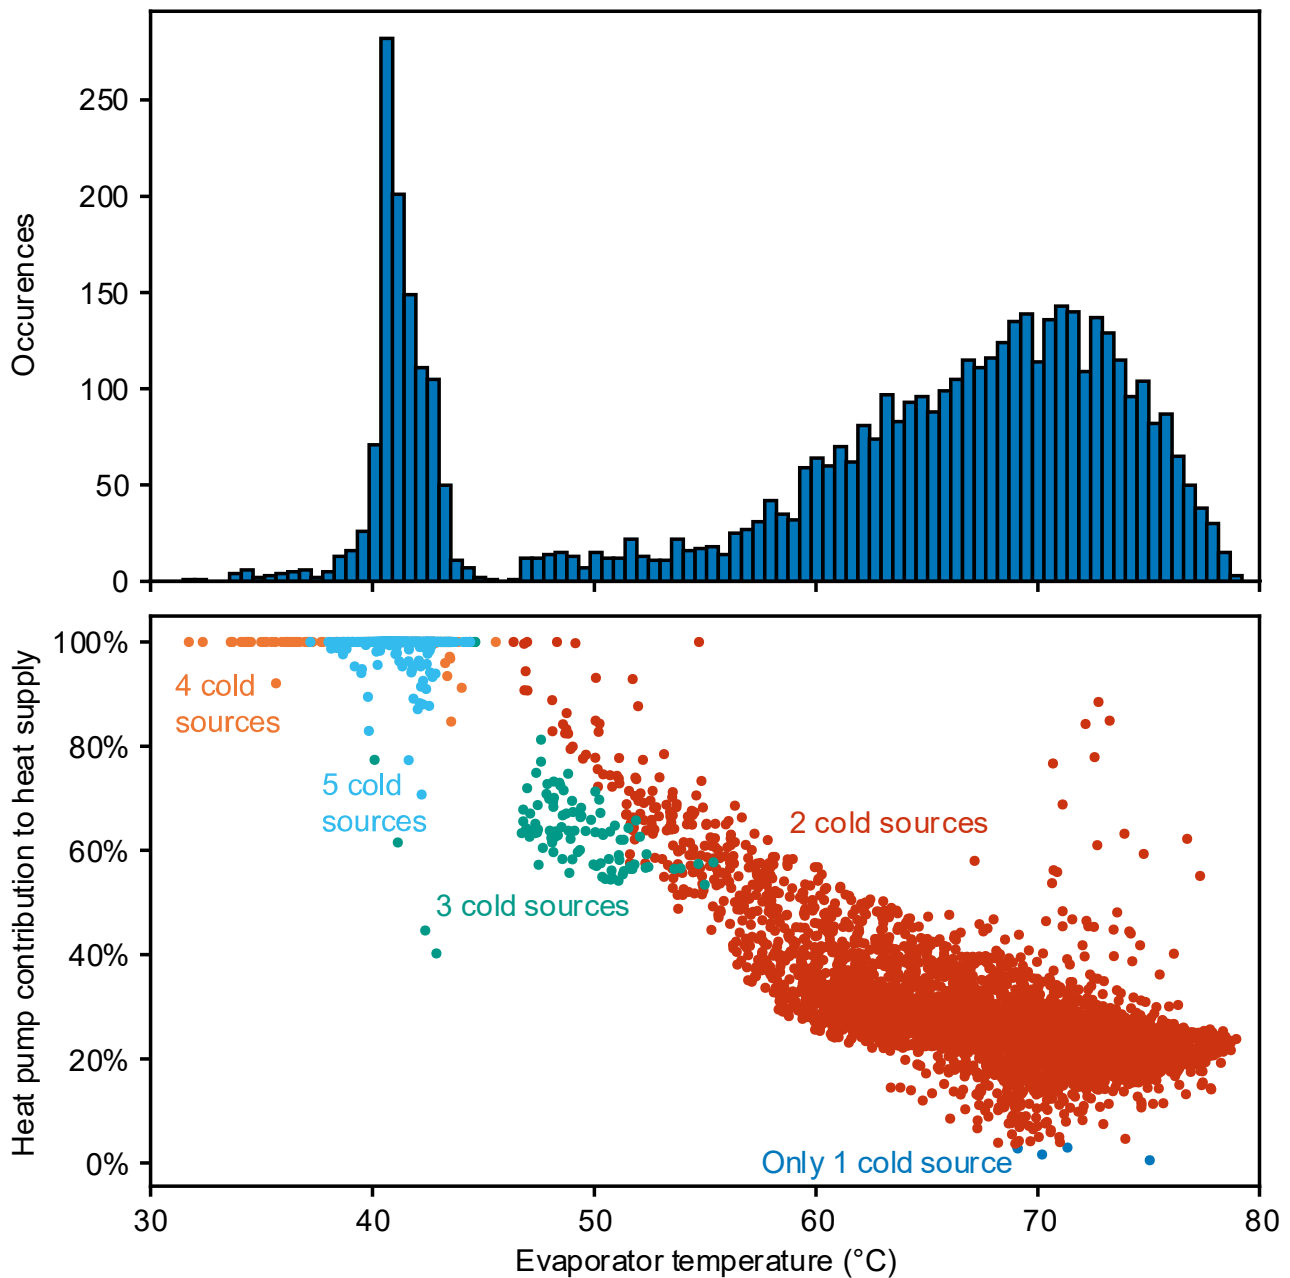 250
200
150
100
50
0
Occurences
100%
80%
60%
40%
20%
0%
Heat pump contribution to heat supply
4 cold
sources
5 cold
sources
3 cold sources
2 cold sources
Only 1 cold source
30 40 50 60 70 80
Evaporator temperature (°C)